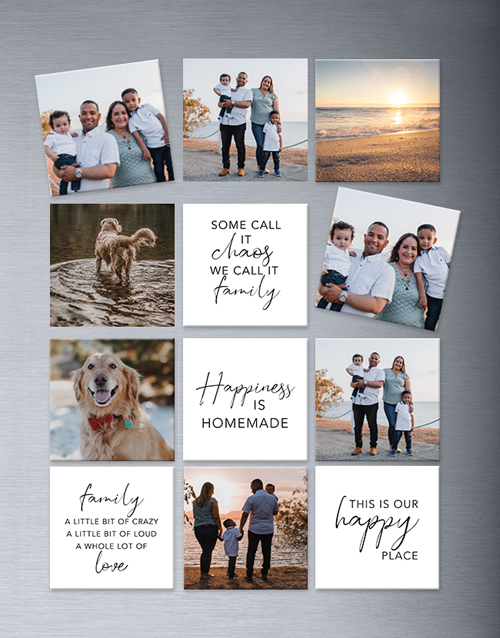 SOME CALL
IT
chaos
WE CALL IT
family
Happiness
IS
HOMEMADE
family
A LITTLE BIT OF CRAZY
A LITTLE BIT OF LOUD
A WHOLE LOT OF
love
THIS IS OUR
happy
PLACE